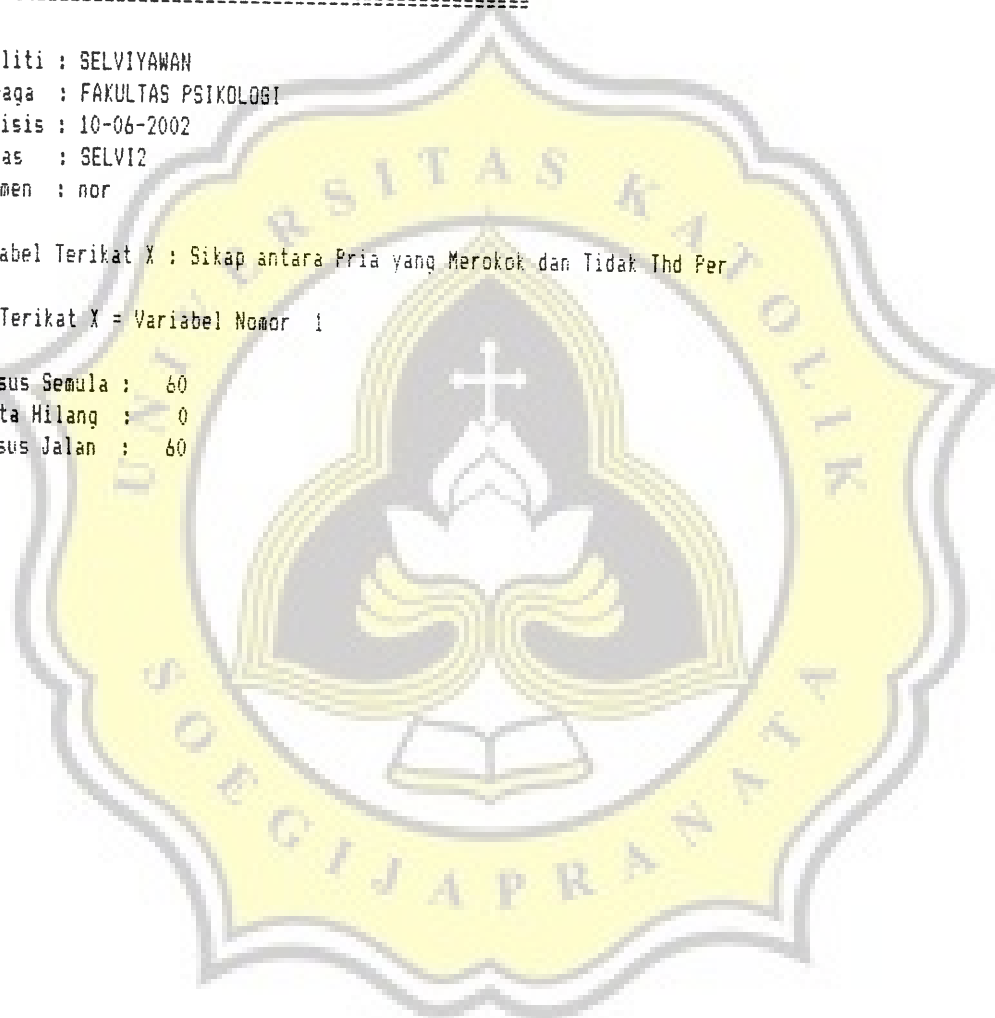 liti : SELVIYAWAN
aga : FAKULTAS PSIKOLOGI
isis : 10-06-2002
as : SELVI2
men : nor
abel Terikat X : Sikap antara Pria yang Merokok dan Tidak Thd Per
Terikat X = Variabel Nomor 1
sus Semula : 60
ta Hilang : 0
sus Jalan : 60
UNIVERSITAS KATOLIK
SOEGIJAPRANATA